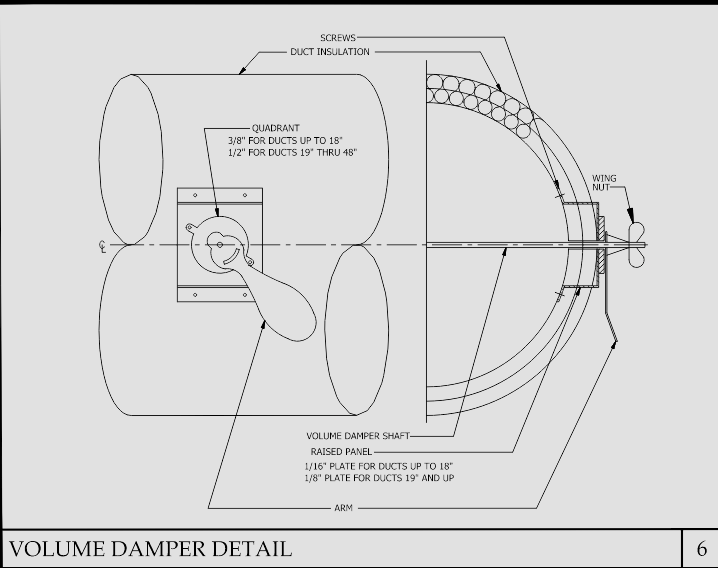 SCREWS
DUCT INSULATION
QUADRANT
3/8" FOR DUCTS UP TO 18"
1/2" FOR DUCTS 19" THRU 48"
WING
NUT
℄
VOLUME DAMPER SHAFT
RAISED PANEL
1/16" PLATE FOR DUCTS UP TO 18"
1/8" PLATE FOR DUCTS 19" AND UP
ARM
VOLUME DAMPER DETAIL
6